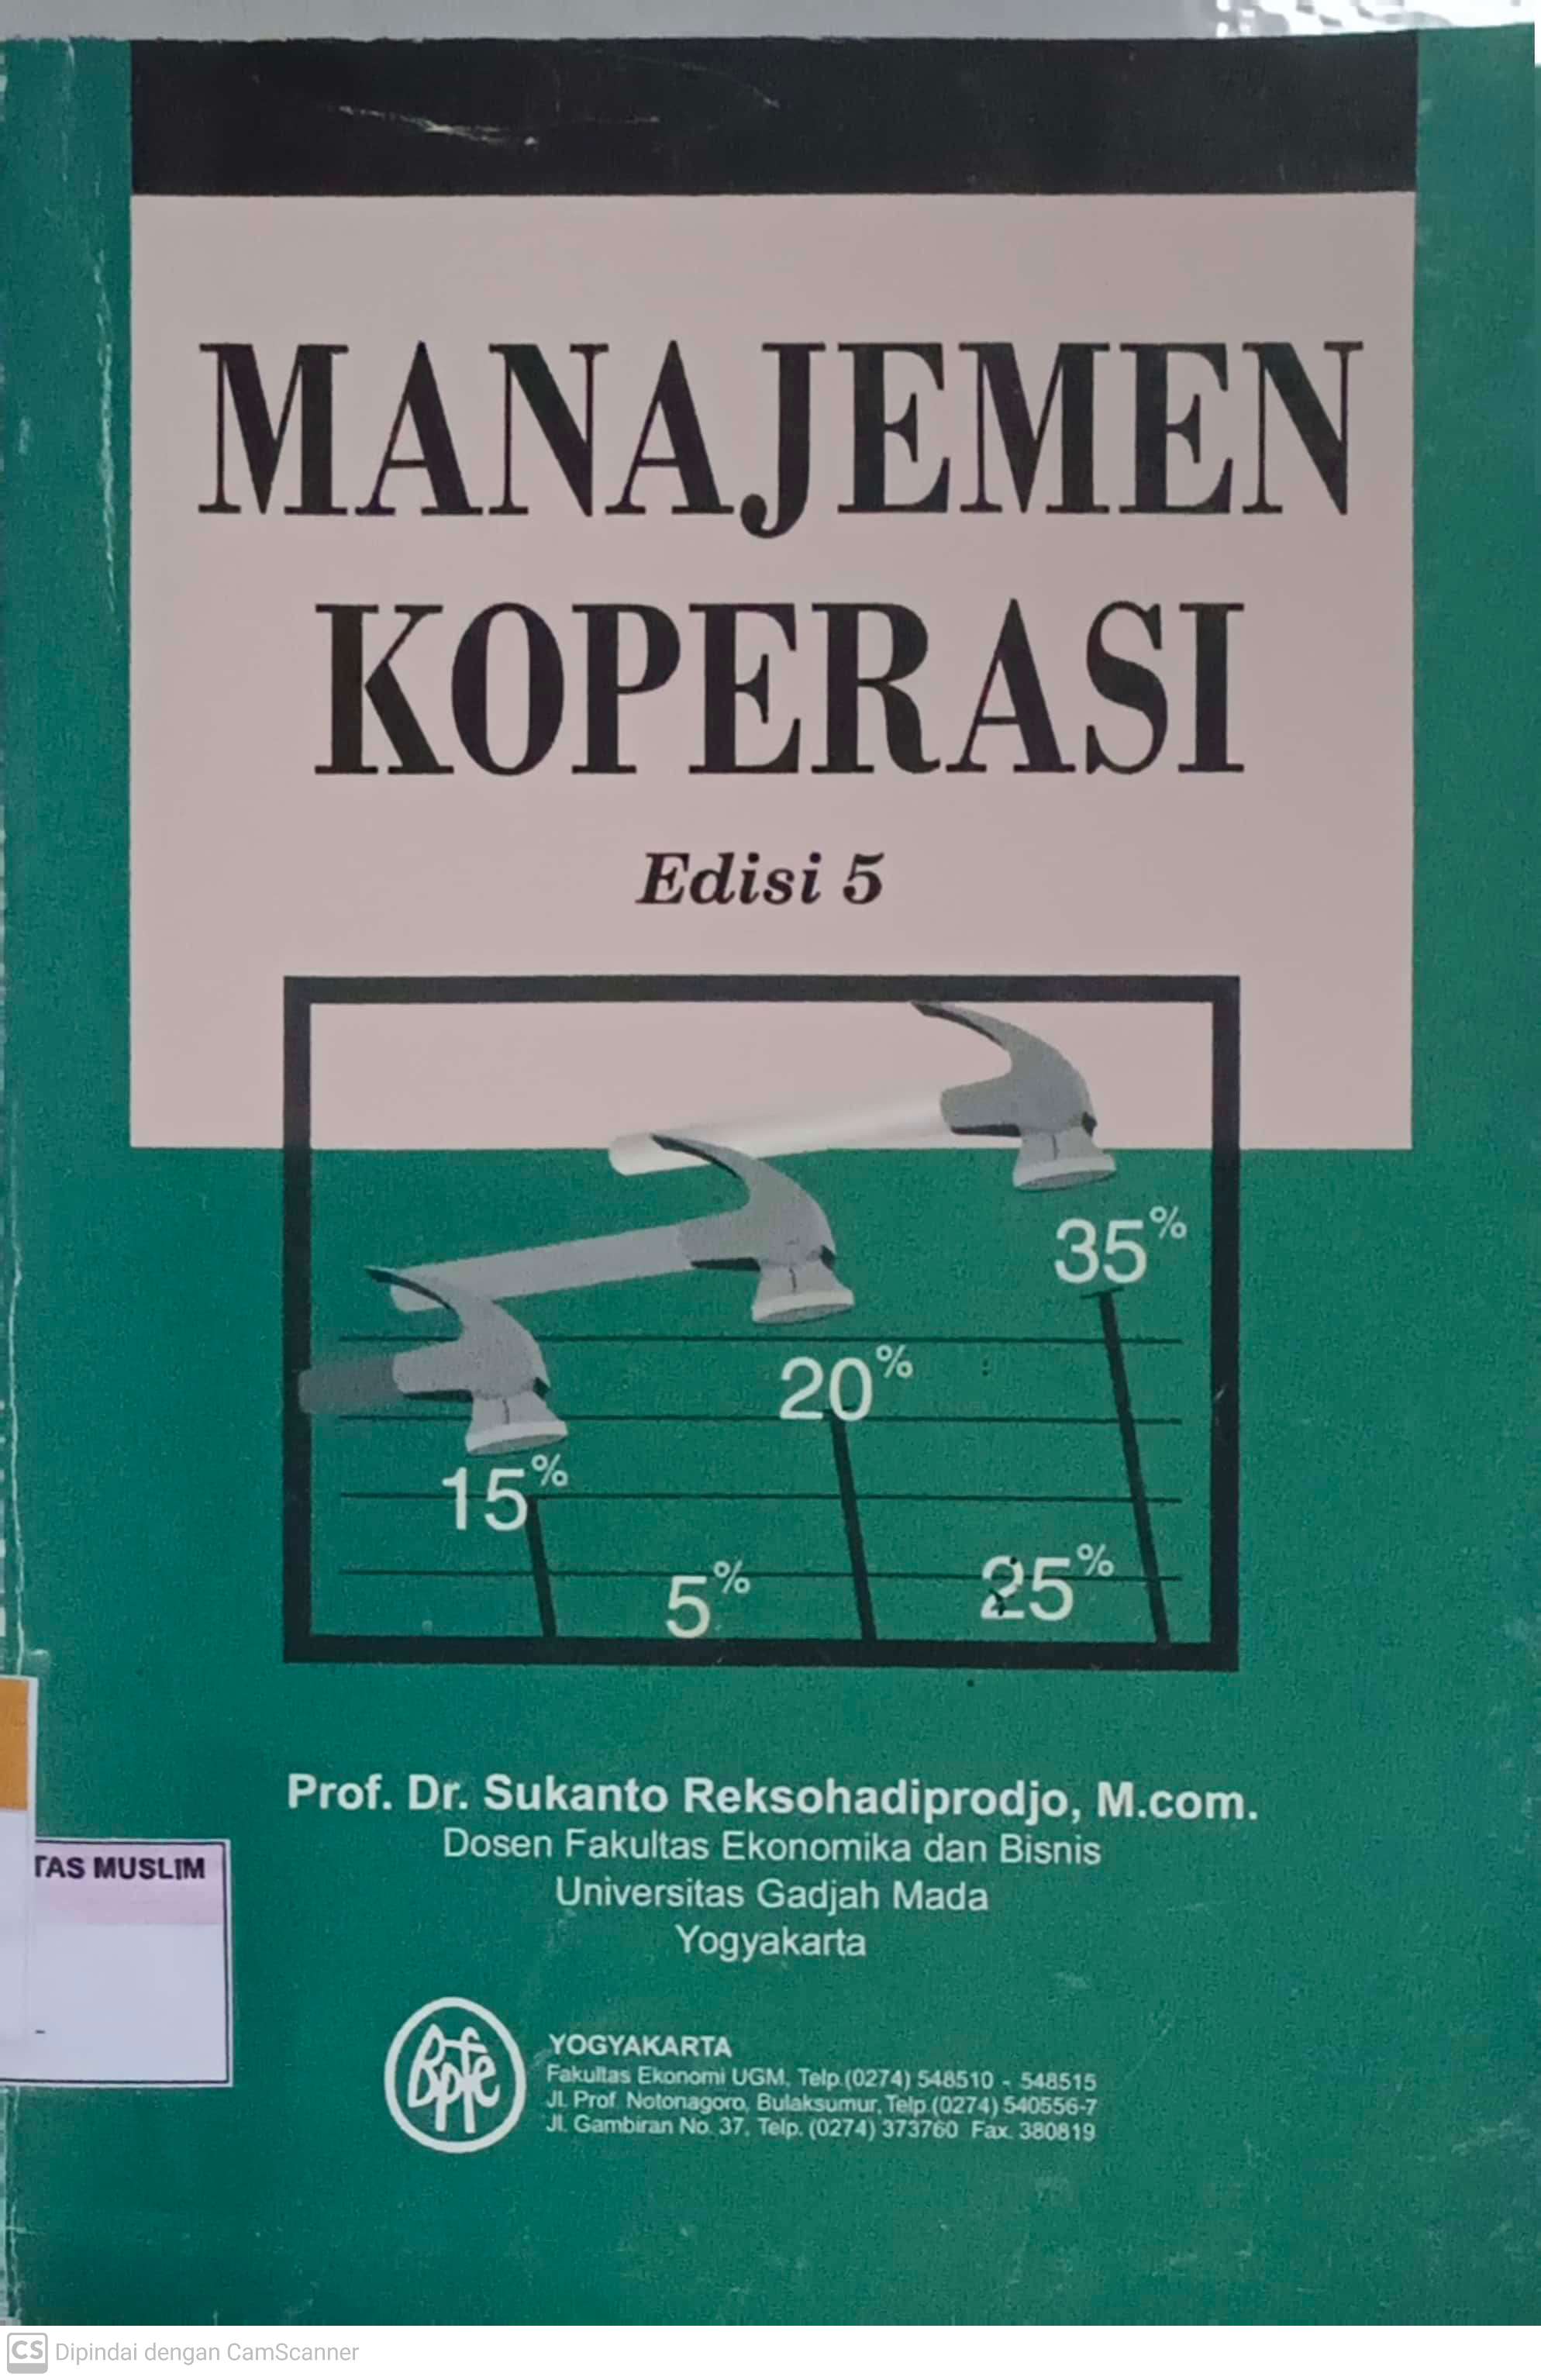 MANAJEMEN
KOPERASI
Edisi 5
35%
20%
15%
5%
25%
Prof. Dr. Sukanto Reksohadiprodjo, M.com.
Dosen Fakultas Ekonomika dan Bisnis
Universitas Gadjah Mada
Yogyakarta
TAS MUSLIM
Bpfe
YOGYAKARTA
Fakultas Ekonomi UGM, Telp.(0274) 548510 - 548515
Jl. Prof. Notonagoro, Bulaksumur, Telp.(0274) 540556-7
Jl. Gambiran No. 37, Telp. (0274) 373760 Fax. 380819
CS Dipindai dengan CamScanner